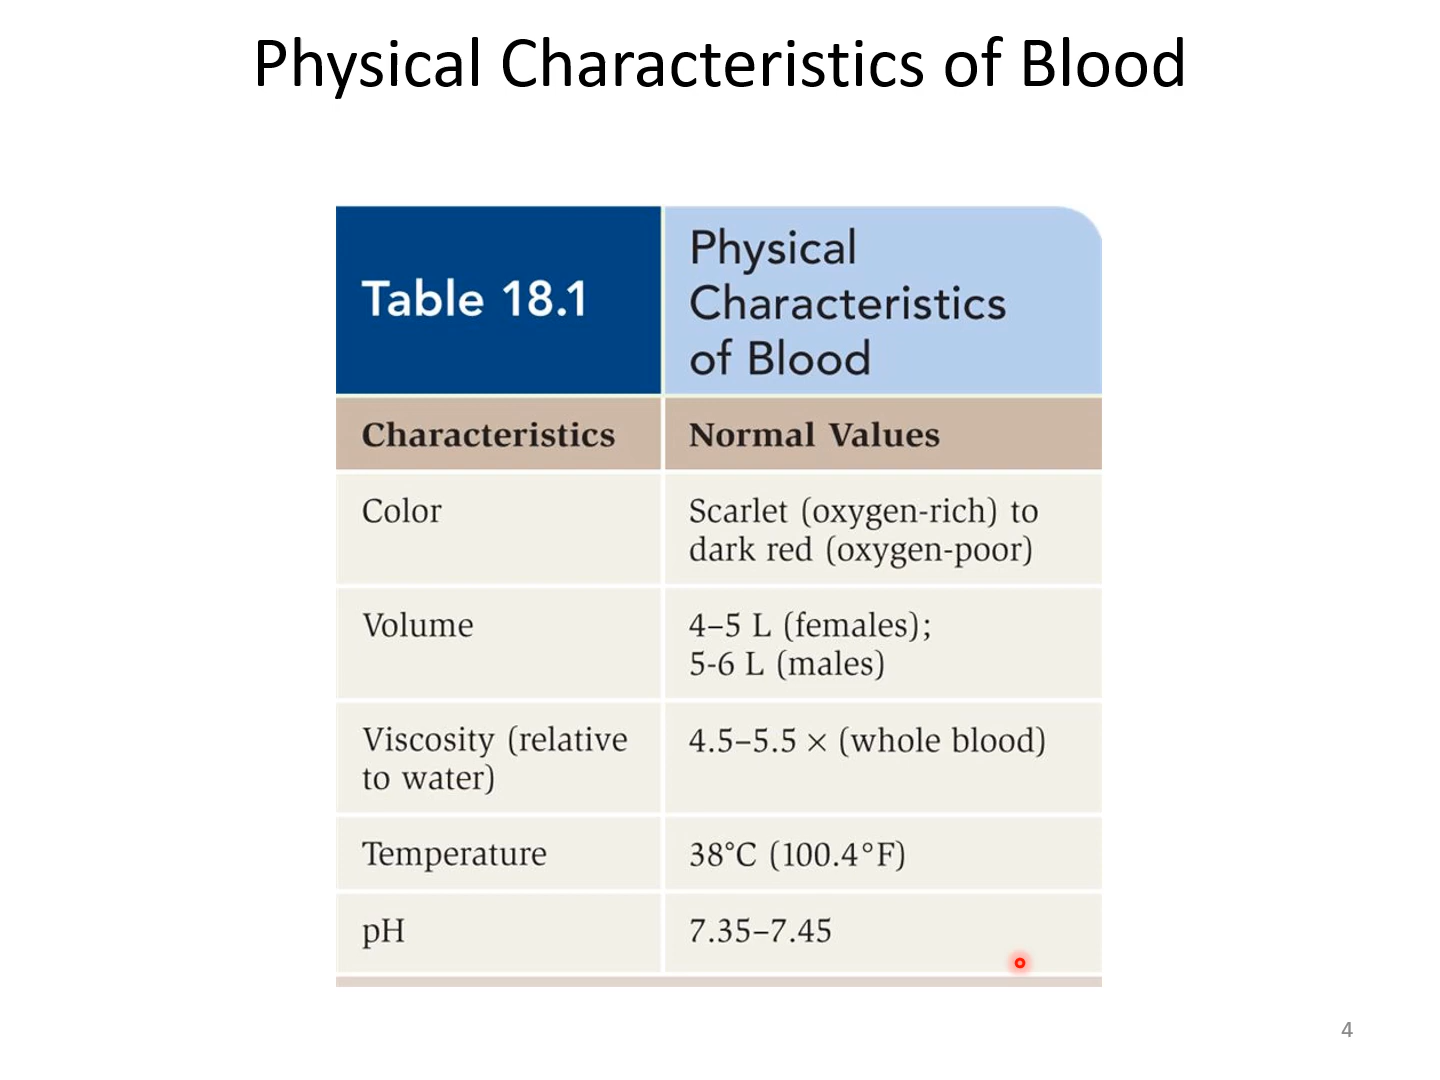 Physical Characteristics of Blood
Table 18.1
Physical
Characteristics
of Blood
Characteristics
Normal Values
Color
Scarlet (oxygen-rich) to
dark red (oxygen-poor)
Volume
4–5 L (females);
5-6 L (males)
Viscosity (relative
to water)
4.5–5.5 × (whole blood)
Temperature
38°C (100.4°F)
pH
7.35–7.45
4